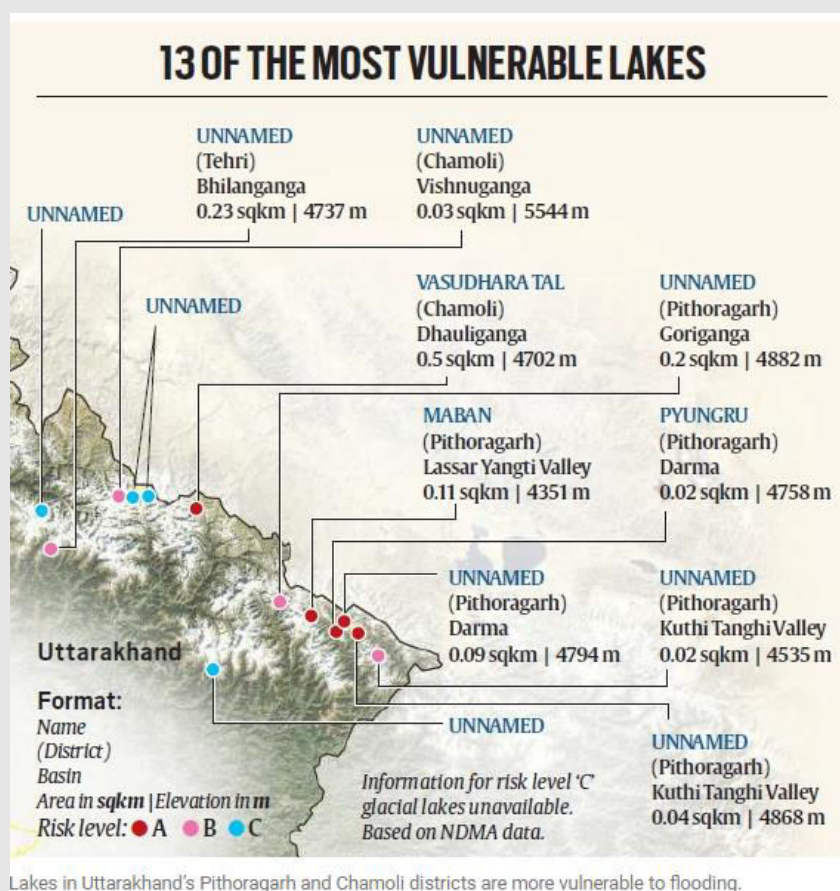 13 OF THE MOST VULNERABLE LAKES
UNNAMED
(Tehri)
Bhilanganga
0.23 sqkm | 4737 m
UNNAMED
(Chamoli)
Vishnuganga
0.03 sqkm | 5544 m
UNNAMED
UNNAMED
VASUDHARA TAL
(Chamoli)
Dhauliganga
0.5 sqkm | 4702 m
UNNAMED
(Pithoragarh)
Goriganga
0.2 sqkm | 4882 m
MABAN
(Pithoragarh)
Lassar Yangti Valley
0.11 sqkm | 4351 m
PYUNGRU
(Pithoragarh)
Darma
0.02 sqkm | 4758 m
UNNAMED
(Pithoragarh)
Darma
0.09 sqkm | 4794 m
UNNAMED
(Pithoragarh)
Kuthi Tanghi Valley
0.02 sqkm | 4535 m
UNNAMED
UNNAMED
(Pithoragarh)
Kuthi Tanghi Valley
0.04 sqkm | 4868 m
Uttarakhand
Format:
Name
(District)
Basin
Area in sqkm | Elevation in m
Risk level: A B C
Information for risk level ‘C’
glacial lakes unavailable.
Based on NDMA data.
Lakes in Uttarakhand's Pithoragarh and Chamoli districts are more vulnerable to flooding.